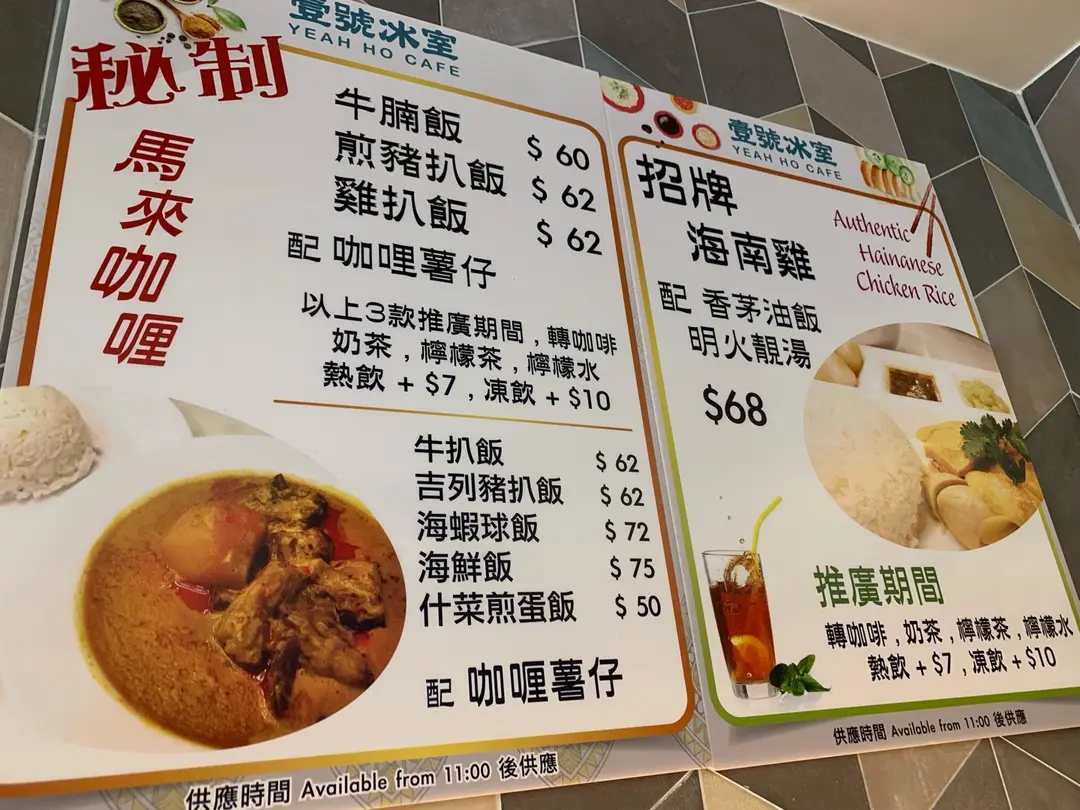 壹號冰室
YEAH HO CAFE
秘制
馬來咖喱
牛腩飯 $ 60
煎豬扒飯 $ 62
雞扒飯 $ 62
配 咖哩薯仔
以上3款推廣期間 , 轉咖啡
奶茶 , 檸檬茶 , 檸檬水
熱飲 + $7 , 凍飲 + $10
牛扒飯 $ 62
吉列豬扒飯 $ 62
海蝦球飯 $ 72
海鮮飯 $ 75
什菜煎蛋飯 $ 50
配 咖喱薯仔
供應時間 Available from 11:00 後供應
壹號冰室
YEAH HO CAFE
招牌
海南雞
Authentic
Hainanese
Chicken Rice
配 香茅油飯
明火靚湯
$68
推廣期間
轉咖啡 , 奶茶 , 檸檬茶 , 檸檬水
熱飲 + $7 , 凍飲 + $10
供應時間 Available from 11:00 後供應